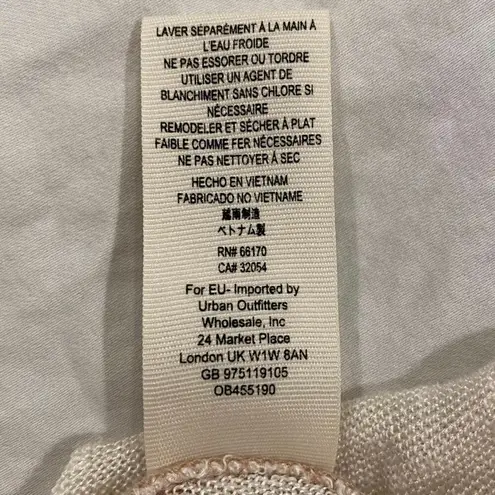 LAVER SÉPARÉMENT À LA MAIN À
L'EAU FROIDE
NE PAS ESSORER OU TORDRE
UTILISER UN AGENT DE
BLANCHIMENT SANS CHLORE SI
NÉCESSAIRE
REMODELER ET SÉCHER À PLAT
FAIBLE COMME FER NÉCESSAIRES
NE PAS NETTOYER À SEC
HECHO EN VIETNAM
FABRICADO NO VIETNAME
越南制造
ベトナム製
RN# 66170
CA# 32054
For EU- Imported by
Urban Outfitters
Wholesale, Inc
24 Market Place
London UK W1W 8AN
GB 975119105
OB455190